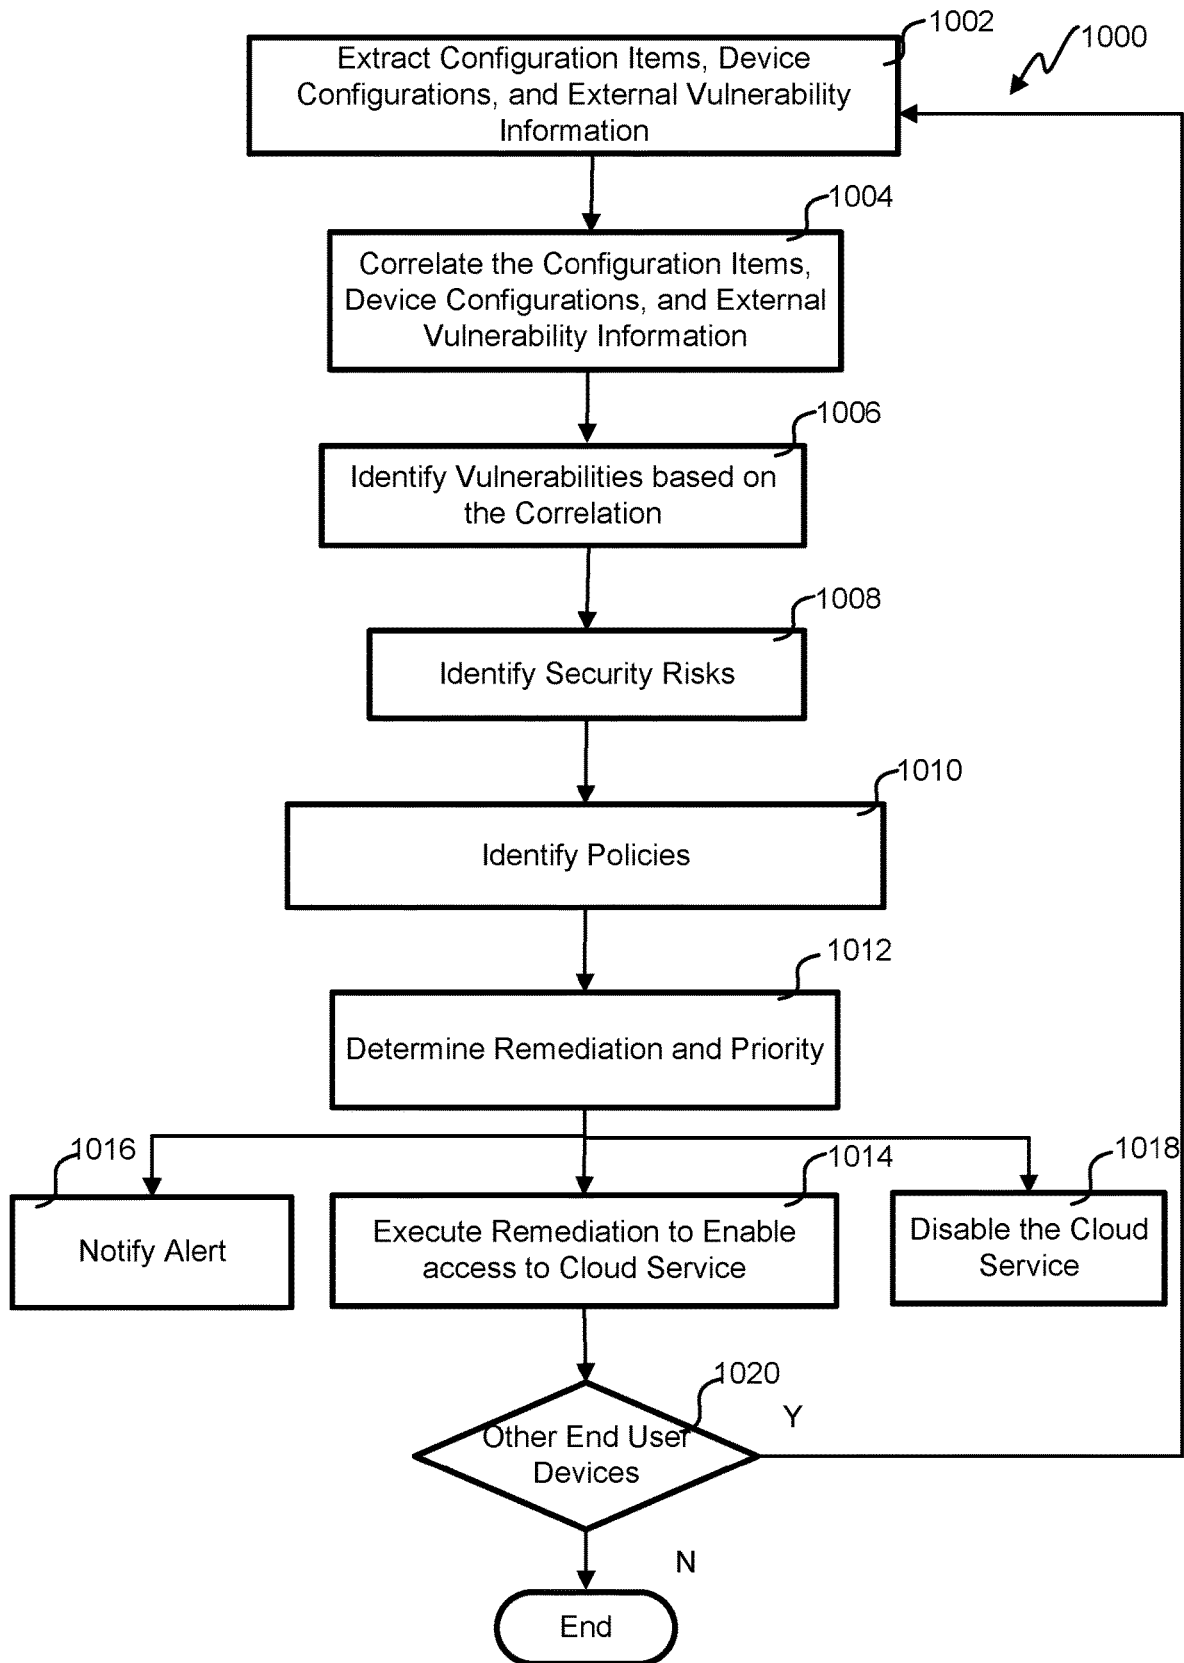 1002
1000
Extract Configuration Items, Device
Configurations, and External Vulnerability
Information
1004
Correlate the Configuration Items,
Device Configurations, and External
Vulnerability Information
1006
Identify Vulnerabilities based on
the Correlation
1008
Identify Security Risks
1010
Identify Policies
1012
Determine Remediation and Priority
1016
1014
1018
Notify Alert
Execute Remediation to Enable
access to Cloud Service
Disable the Cloud
Service
1020
Y
Other End User
Devices
N
End